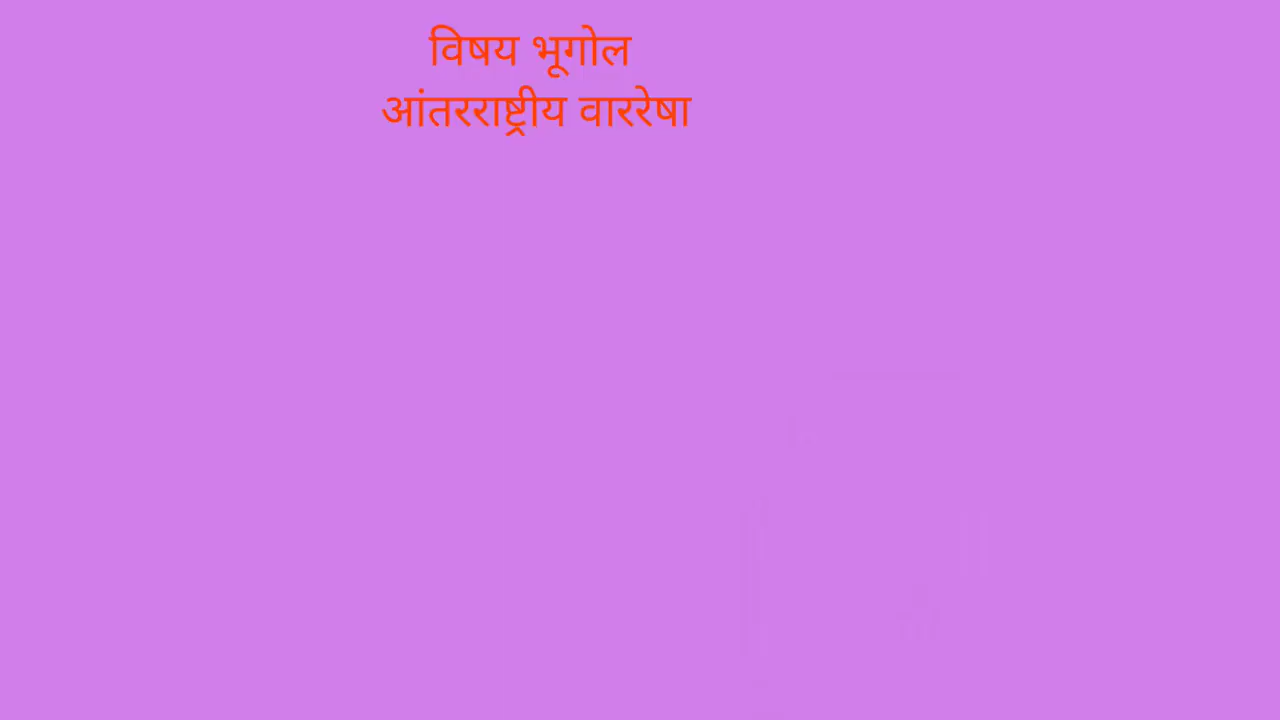 विषय भूगोल
आंतरराष्ट्रीय वाररेषा